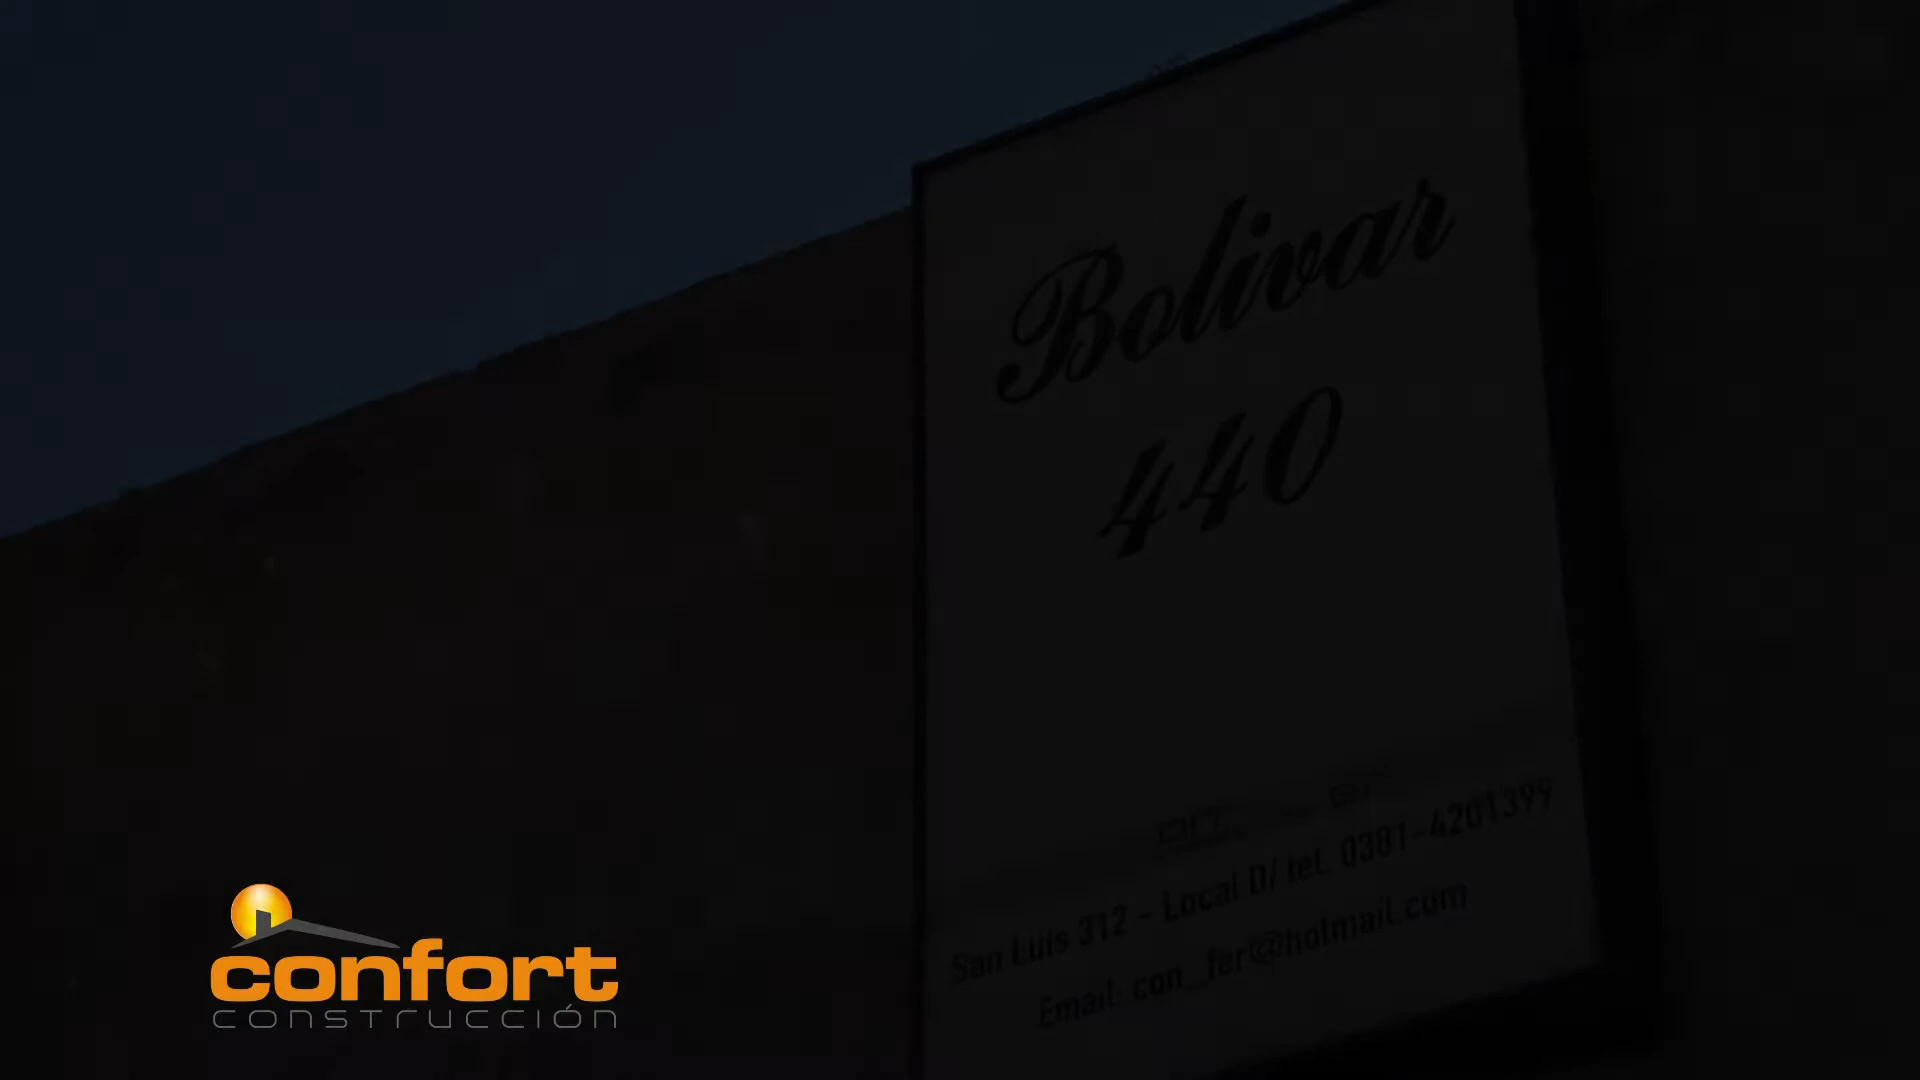 Bolivar
440
San Luis 312 - Local D/ tel. 0381-4201399
Email: con_fer@hotmail.com
confort
construcción